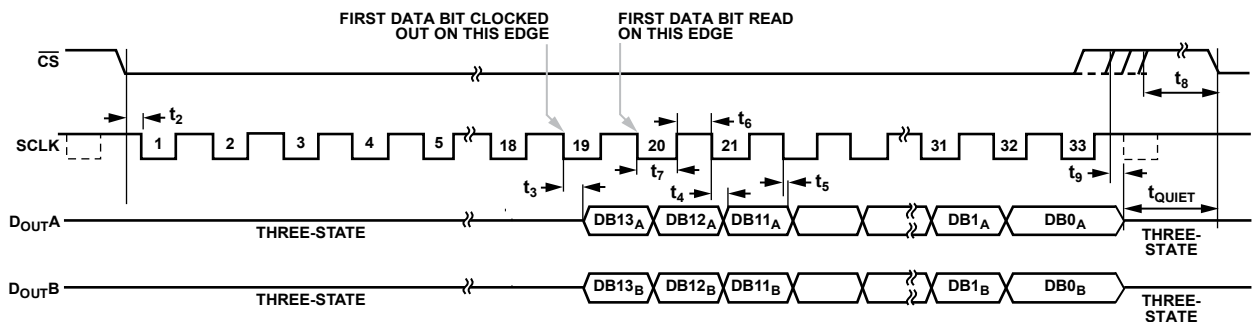 FIRST DATA BIT CLOCKED
OUT ON THIS EDGE
FIRST DATA BIT READ
ON THIS EDGE
CS
t8
t2
t6
SCLK
1
2
3
4
5
18
19
20
21
31
32
33
t3
t7
t4
t5
t9
tQUIET
DOUTA
THREE-STATE
DB13A
DB12A
DB11A
DB1A
DB0A
THREE-
STATE
DOUTB
THREE-STATE
DB13B
DB12B
DB11B
DB1B
DB0B
THREE-
STATE